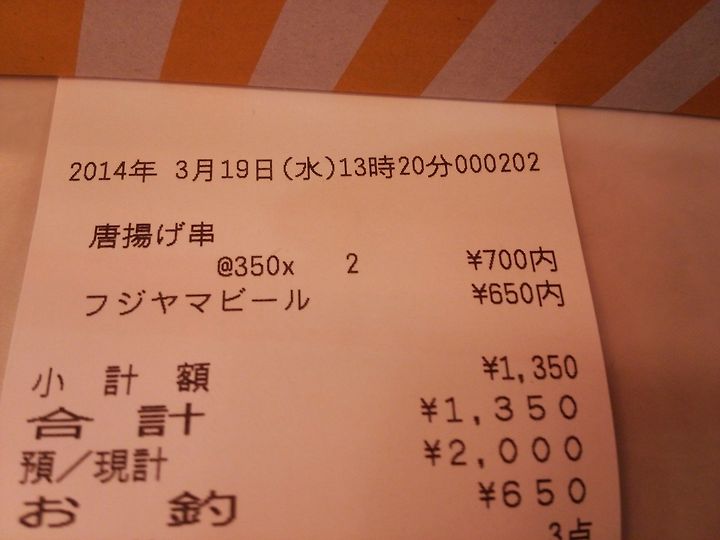 2014年 3月19日(水)13時20分000202
唐揚げ串
@350x 2 ¥700内
フジヤマビール ¥650内
小計額 ¥1,350
合計 ¥1,350
預/現計 ¥2,000
お釣 ¥650
3点